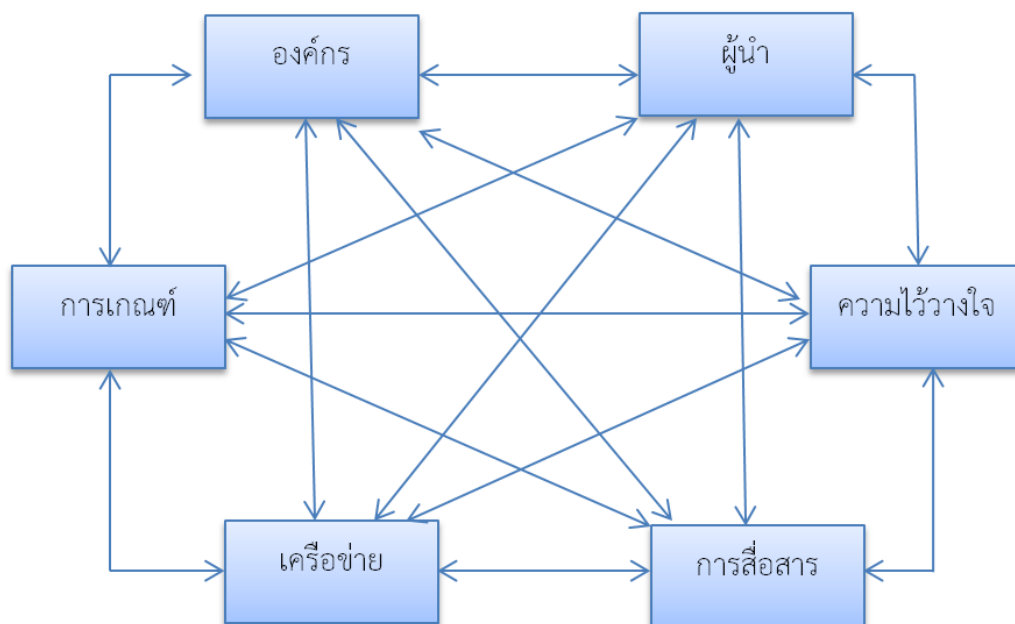 องค์กร
ผู้นำ
การเกณฑ์
ความไว้วางใจ
เครือข่าย
การสื่อสาร